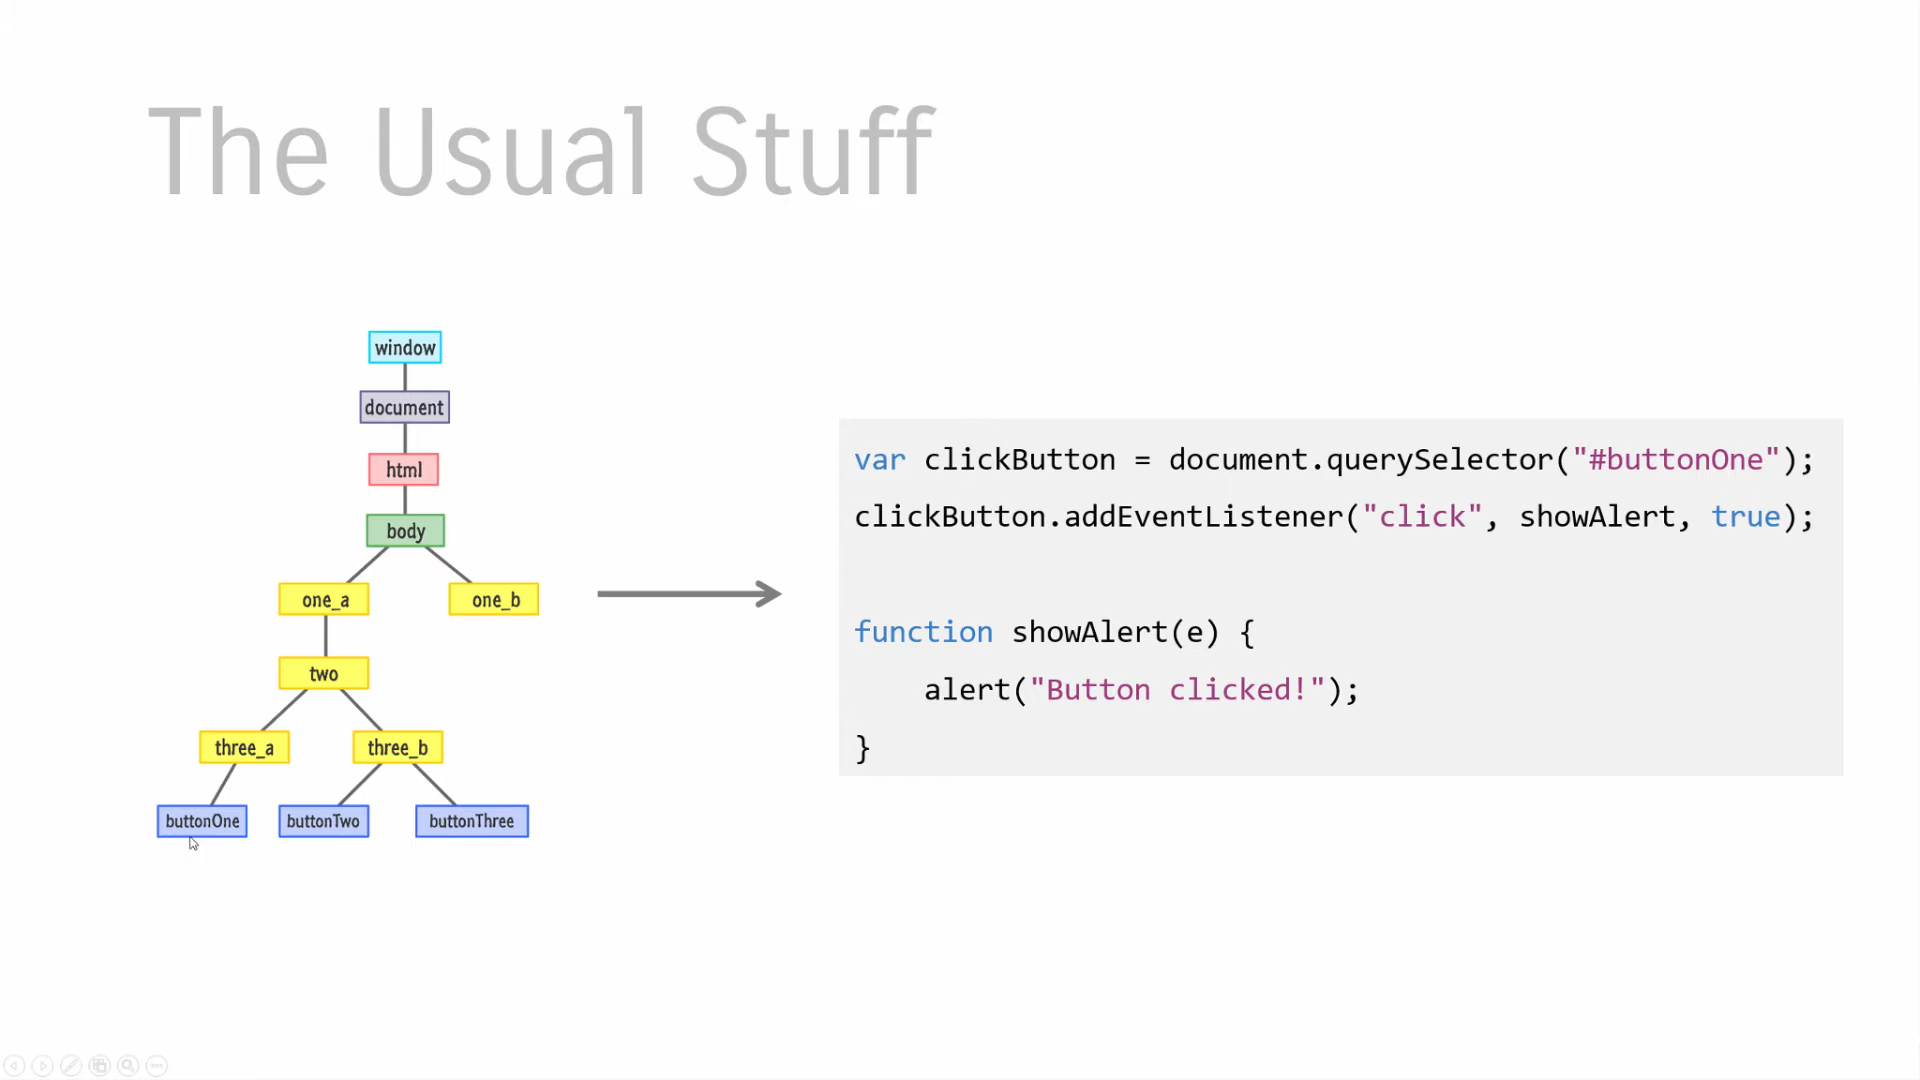 The Usual Stuff
window
document
html
body
one_a
one_b
two
three_a
three_b
buttonOne
buttonTwo
buttonThree
var clickButton = document.querySelector("#buttonOne");
clickButton.addEventListener("click", showAlert, true);
function showAlert(e) {
    alert("Button clicked!");
}